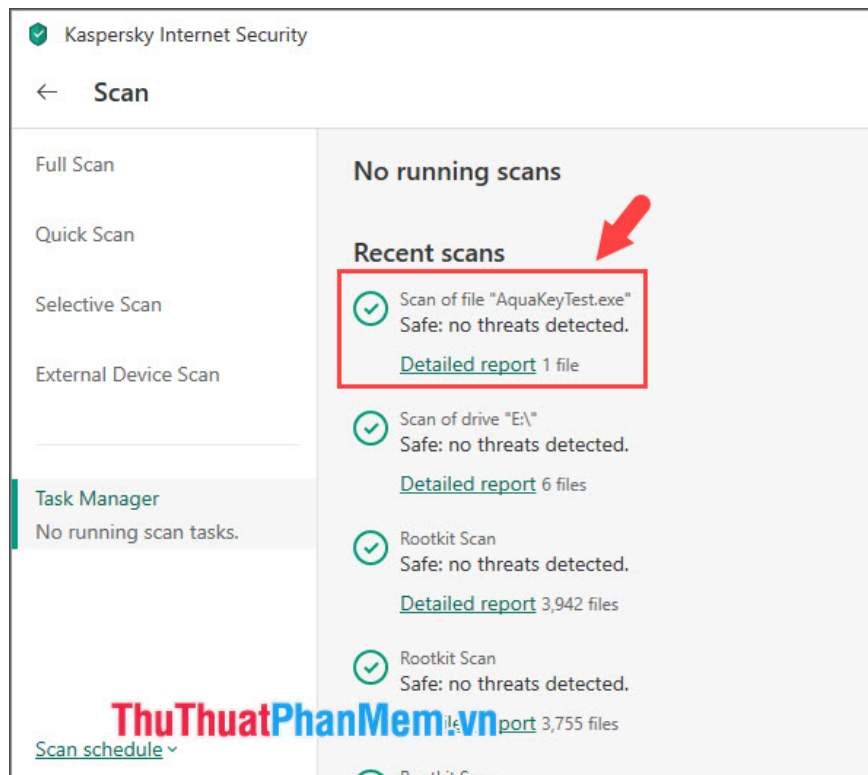 Kaspersky Internet Security
Scan
Full Scan
Quick Scan
Selective Scan
External Device Scan
Task Manager
No running scan tasks.
Scan schedule
No running scans
Recent scans
Scan of file "AquaKeyTest.exe"
Safe: no threats detected.
Detailed report 1 file
Scan of drive "E:\"
Safe: no threats detected.
Detailed report 6 files
Rootkit Scan
Safe: no threats detected.
Detailed report 3,942 files
Rootkit Scan
Safe: no threats detected.
port 3,755 files
ThuThuatPhanMem.vn